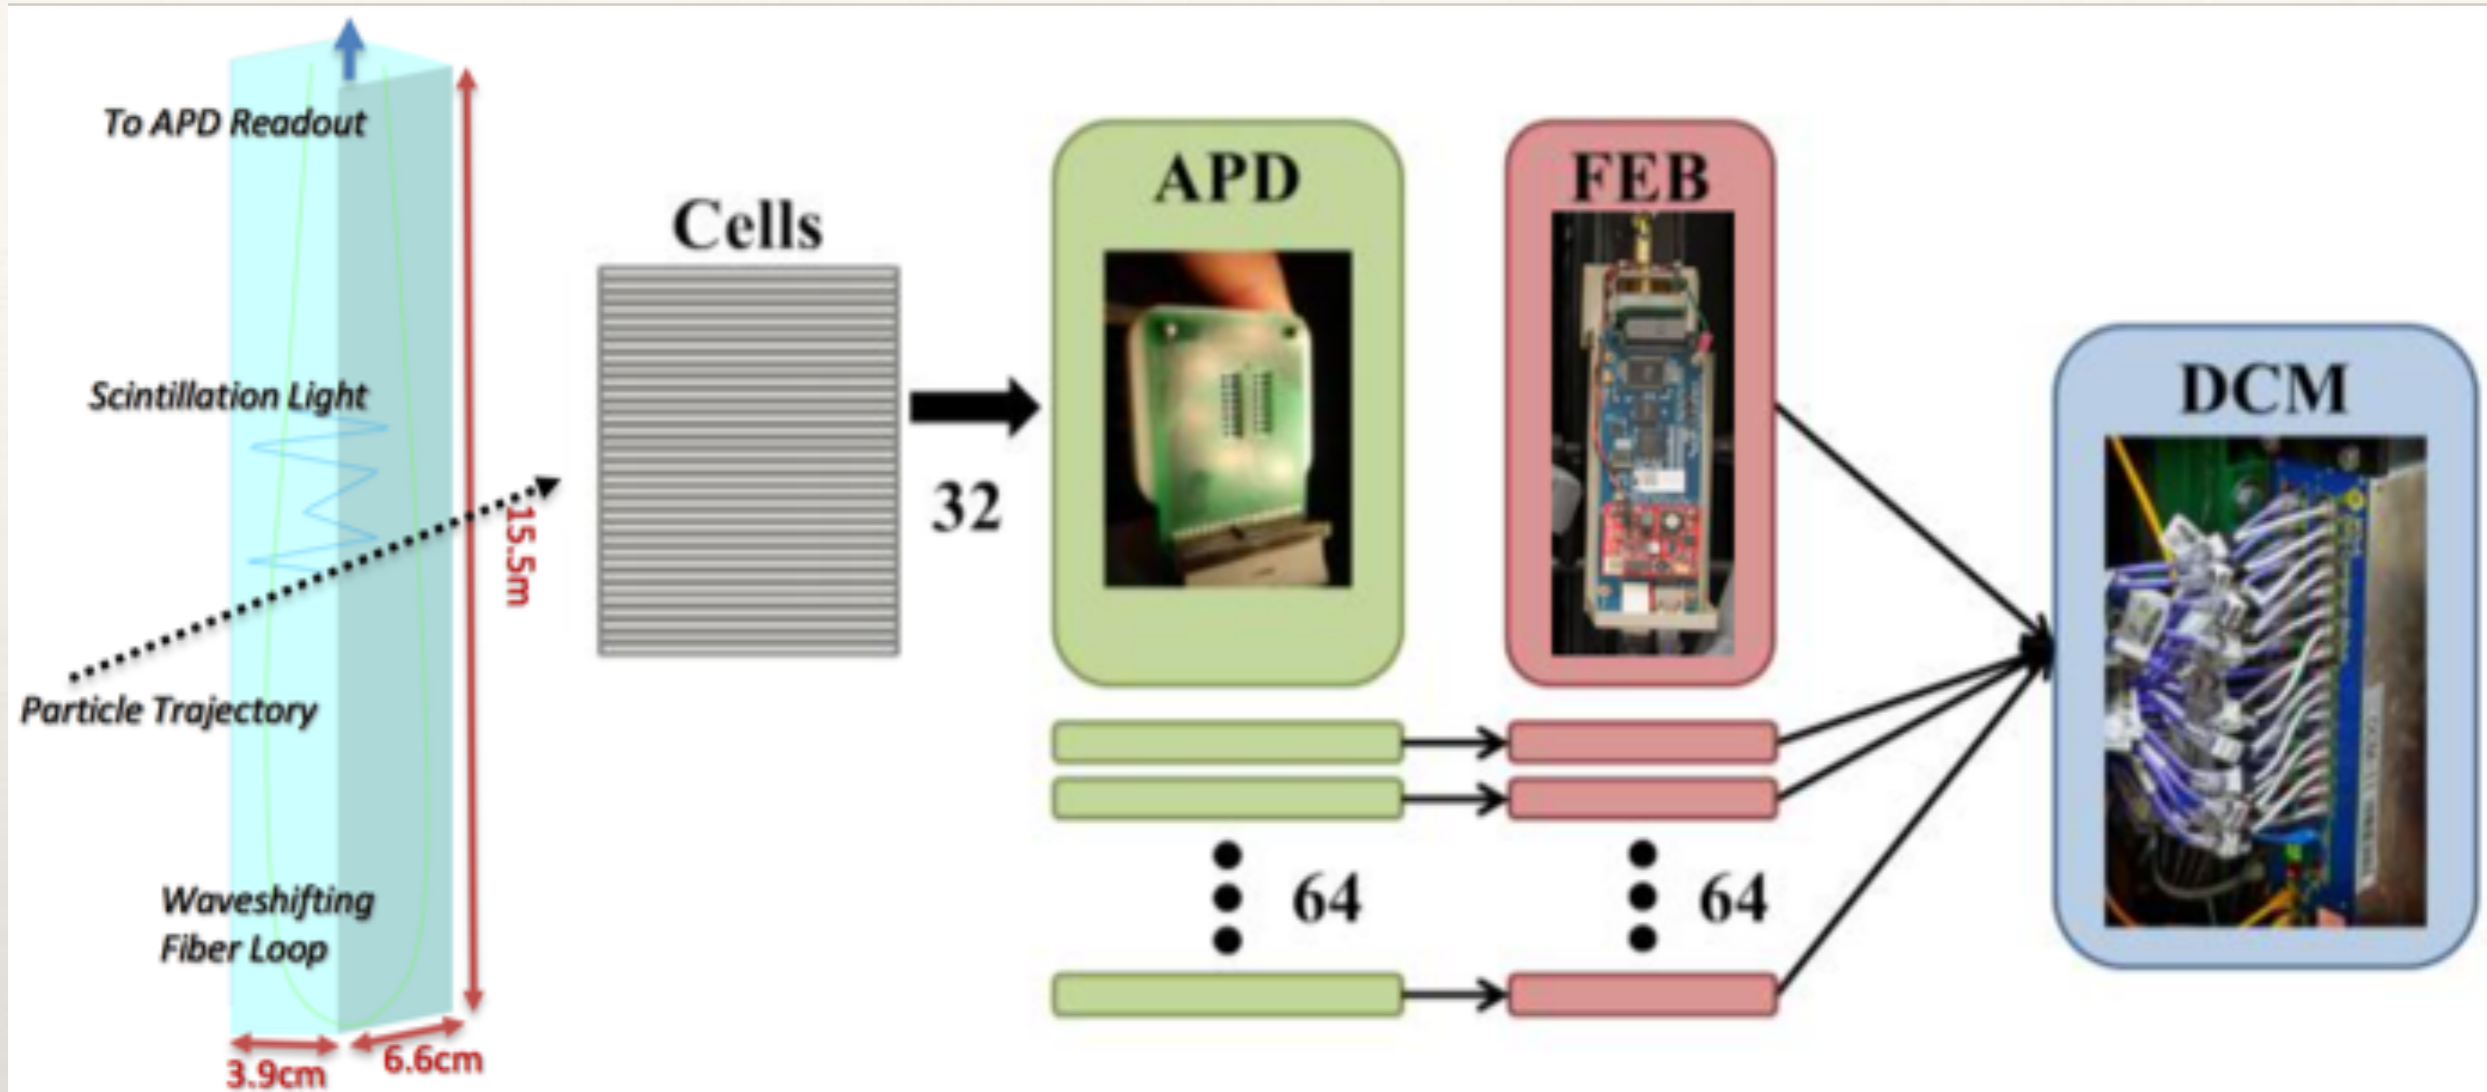 To APD Readout
Scintillation Light
15.5m
Particle Trajectory
Waveshifting
Fiber Loop
3.9cm
6.6cm
Cells
32
APD
64
FEB
64
DCM